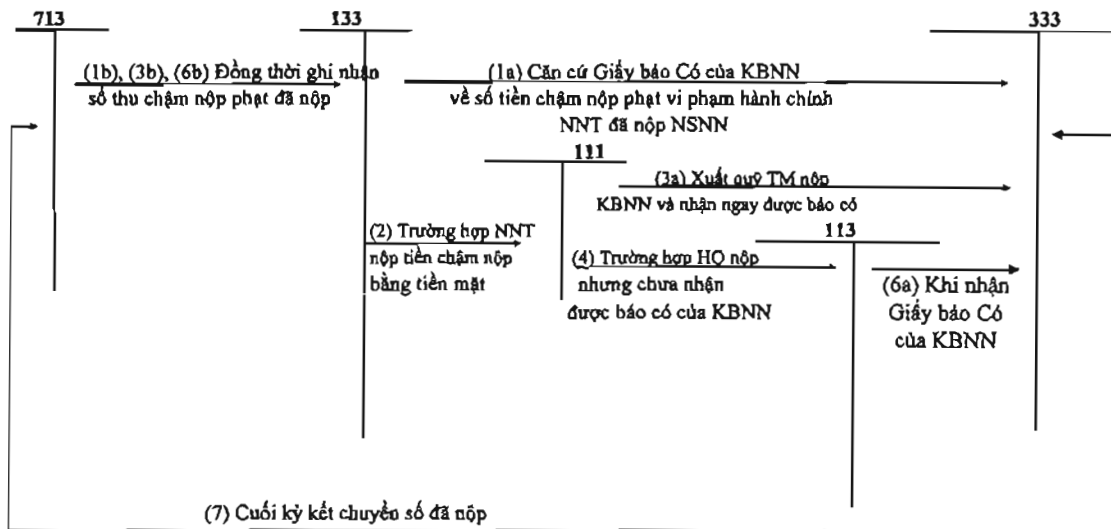 713
133
333
(1b), (3b), (6b) Đồng thời ghi nhận
số thu chậm nộp phạt đã nộp
(1a) Căn cứ Giấy báo Có của KBNN
về số tiền chậm nộp phạt vi phạm hành chính
NNT đã nộp NSNN
111
(3a) Xuất quỹ TM nộp
KBNN và nhận ngay được báo có
113
(2) Trường hợp NNT
nộp tiền chậm nộp
bằng tiền mặt
(4) Trường hợp HQ nộp
nhưng chưa nhận
được báo có của KBNN
(6a) Khi nhận
Giấy báo Có
của KBNN
(7) Cuối kỳ kết chuyển số đã nộp